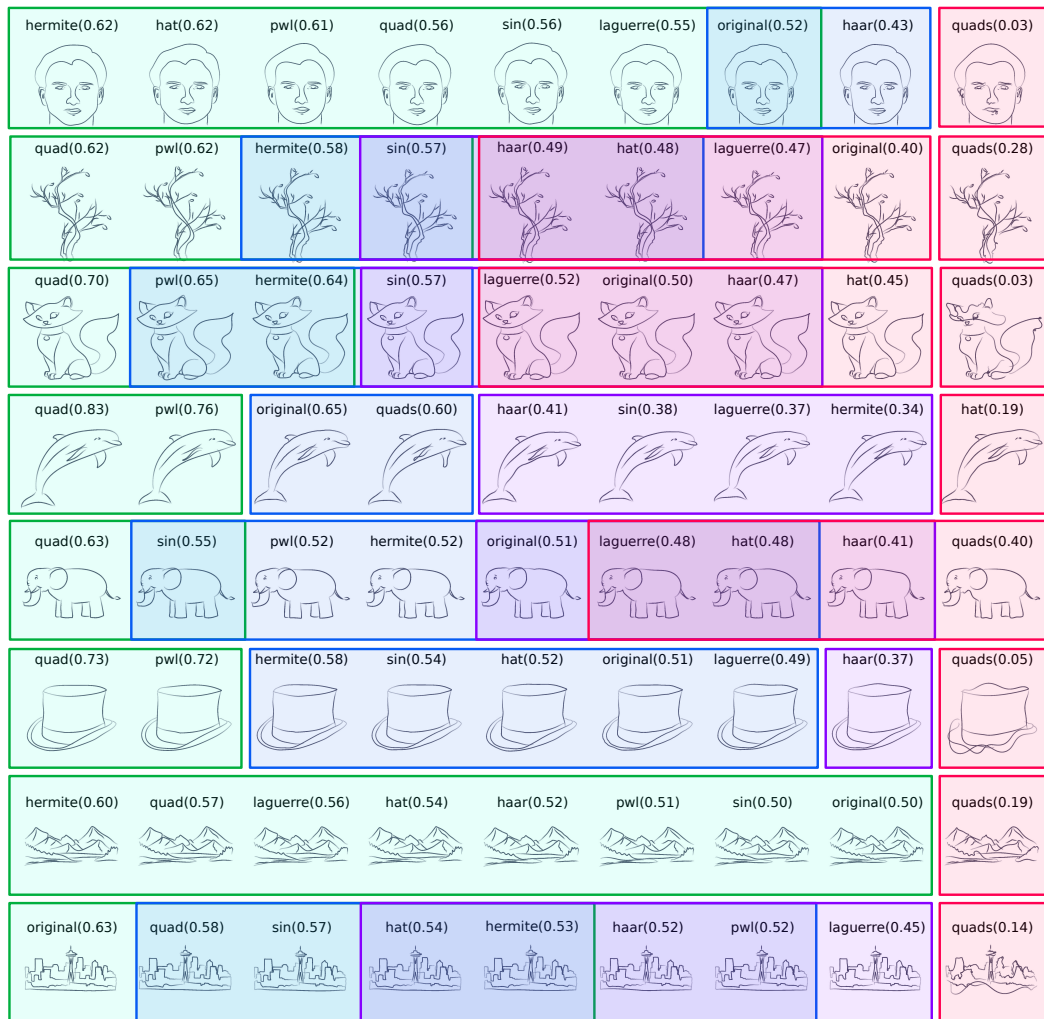 hermite(0.62) hat(0.62) pwl(0.61) quad(0.56) sin(0.56) laguerre(0.55) original(0.52) haar(0.43) quads(0.03)
quad(0.62) pwl(0.62) hermite(0.58) sin(0.57) haar(0.49) hat(0.48) laguerre(0.47) original(0.40) quads(0.28)
quad(0.70) pwl(0.65) hermite(0.64) sin(0.57) laguerre(0.52) original(0.50) haar(0.47) hat(0.45) quads(0.03)
quad(0.83) pwl(0.76) original(0.65) quads(0.60) haar(0.41) sin(0.38) laguerre(0.37) hermite(0.34) hat(0.19)
quad(0.63) sin(0.55) pwl(0.52) hermite(0.52) original(0.51) laguerre(0.48) hat(0.48) haar(0.41) quads(0.40)
quad(0.73) pwl(0.72) hermite(0.58) sin(0.54) hat(0.52) original(0.51) laguerre(0.49) haar(0.37) quads(0.05)
hermite(0.60) quad(0.57) laguerre(0.56) hat(0.54) haar(0.52) pwl(0.51) sin(0.50) original(0.50) quads(0.19)
original(0.63) quad(0.58) sin(0.57) hat(0.54) hermite(0.53) haar(0.52) pwl(0.52) laguerre(0.45) quads(0.14)